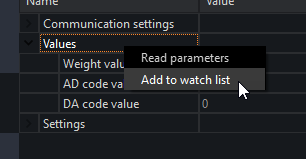 Name Value
Communication settings
Values
Read parameters
Weight valu
Add to watch list
AD code va
DA code value 0
Settings